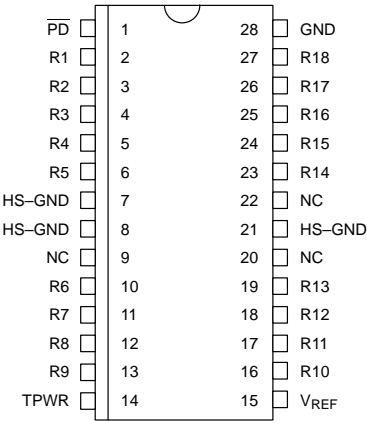 PD 1 28 GND
R1 2 27 R18
R2 3 26 R17
R3 4 25 R16
R4 5 24 R15
R5 6 23 R14
HS–GND 7 22 NC
HS–GND 8 21 HS–GND
NC 9 20 NC
R6 10 19 R13
R7 11 18 R12
R8 12 17 R11
R9 13 16 R10
TPWR 14 15 VREF